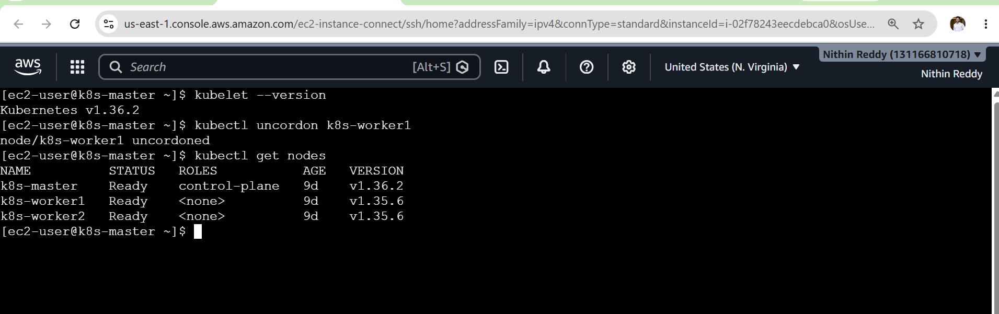 us-east-1.console.aws.amazon.com/ec2-instance-connect/ssh/home?addressFamily=ipv4&connType=standard&instanceId=i-02f78243eecdebca0&osUse...
aws
Search
[Alt+S]
United States (N. Virginia)
Nithin Reddy (131166810718)
Nithin Reddy
[ec2-user@k8s-master ~]$ kubelet --version
Kubernetes v1.36.2
[ec2-user@k8s-master ~]$ kubectl uncordon k8s-worker1
node/k8s-worker1 uncordoned
[ec2-user@k8s-master ~]$ kubectl get nodes
NAME STATUS ROLES AGE VERSION
k8s-master Ready control-plane 9d v1.36.2
k8s-worker1 Ready <none> 9d v1.35.6
k8s-worker2 Ready <none> 9d v1.35.6
[ec2-user@k8s-master ~]$